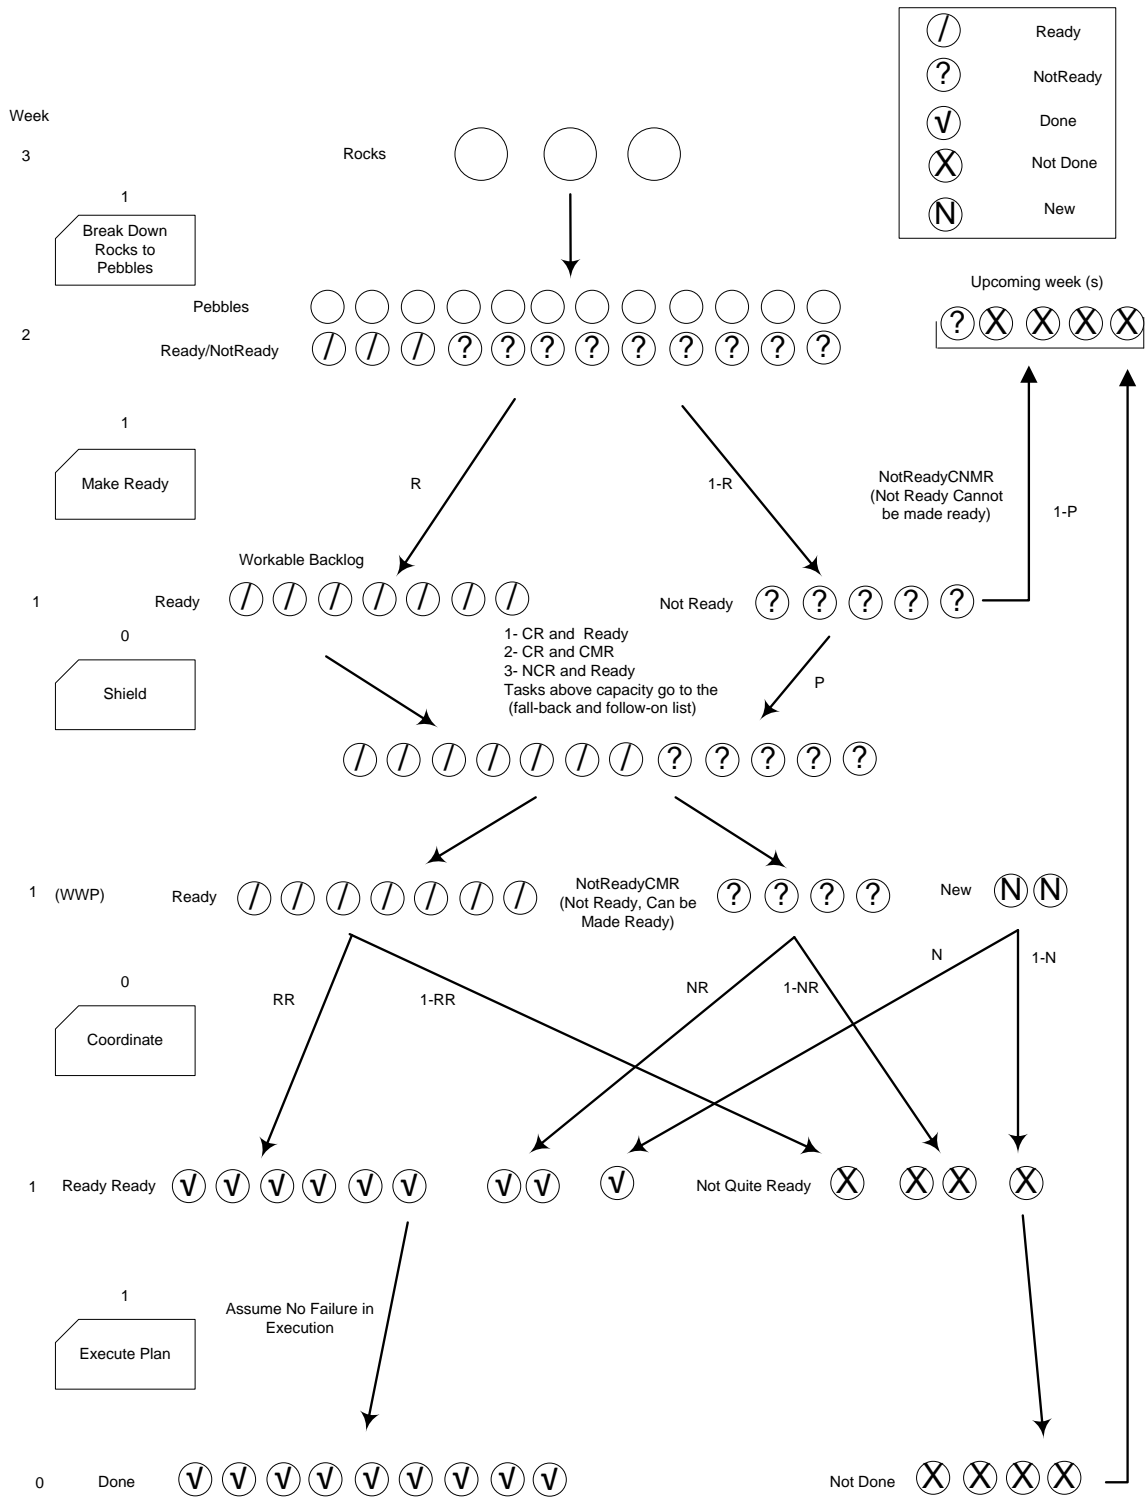 / Ready
? NotReady
√ Done
X Not Done
N New
Week
3
Rocks
1
Break Down
Rocks to
Pebbles
Upcoming week (s)
? X X X X
Pebbles
2
Ready/NotReady
/ / / ? ? ? ? ? ? ? ? ?
1
Make Ready
R
1-R
NotReadyCNMR
(Not Ready Cannot
be made ready)
1-P
Workable Backlog
1
Ready
/ / / / / / /
Not Ready
? ? ? ? ?
0
Shield
1- CR and Ready
2- CR and CMR
3- NCR and Ready
Tasks above capacity go to the
(fall-back and follow-on list)
P
/ / / / / / / ? ? ? ? ?
1 (WWP)
Ready
/ / / / / / /
NotReadyCMR
(Not Ready, Can be
Made Ready)
? ? ? ?
New
N N
0
Coordinate
RR
1-RR
NR
1-NR
N
1-N
1
Ready Ready
√ √ √ √ √ √ √ √ √
Not Quite Ready
X X X X
1
Execute Plan
Assume No Failure in
Execution
0
Done
√ √ √ √ √ √ √ √ √
Not Done
X X X X